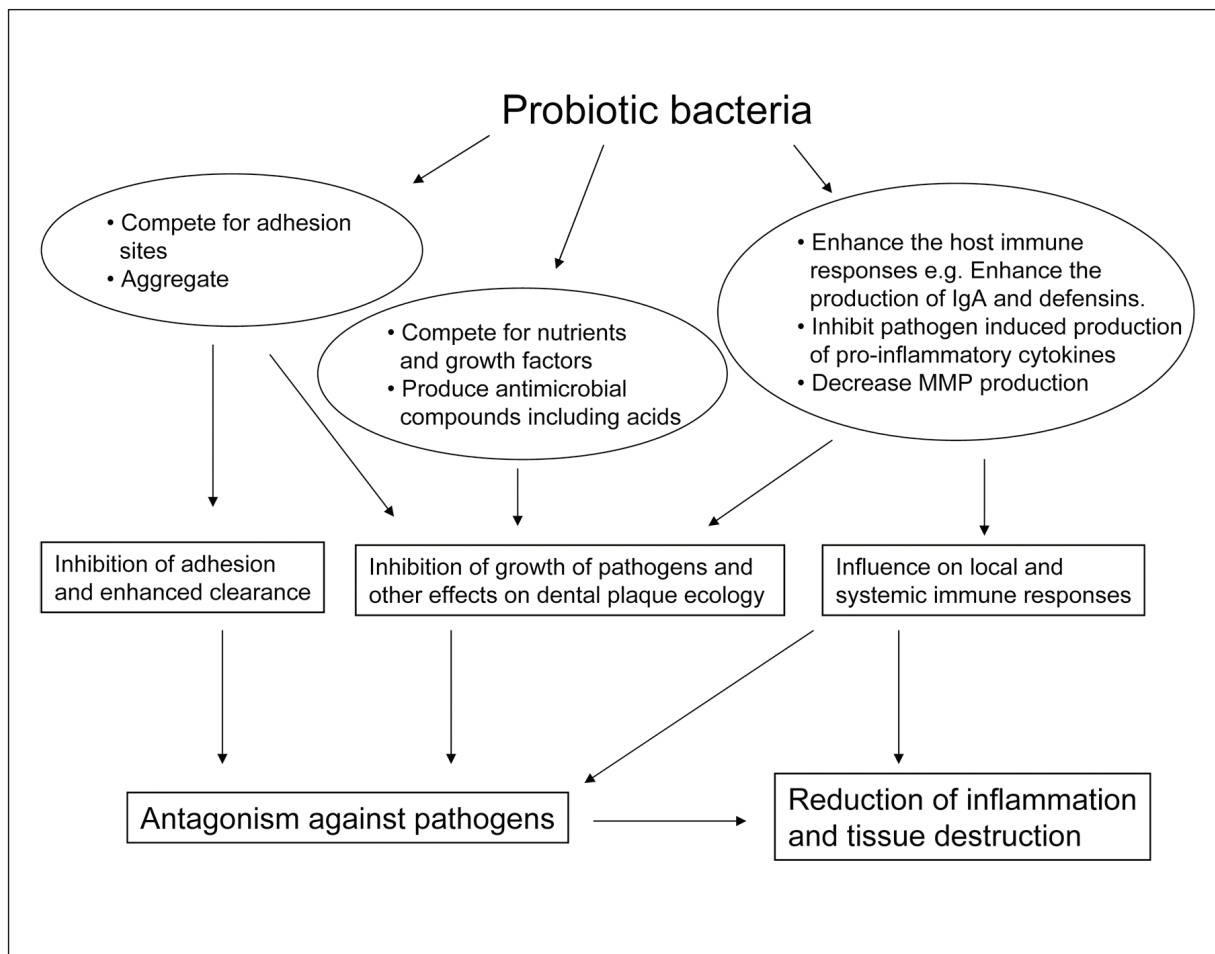 Probiotic bacteria
• Compete for adhesion
sites
• Aggregate
• Compete for nutrients
and growth factors
• Produce antimicrobial
compounds including acids
• Enhance the host immune
responses e.g. Enhance the
production of IgA and defensins.
• Inhibit pathogen induced production
of pro-inflammatory cytokines
• Decrease MMP production
Inhibition of adhesion
and enhanced clearance
Inhibition of growth of pathogens and
other effects on dental plaque ecology
Influence on local and
systemic immune responses
Antagonism against pathogens
Reduction of inflammation
and tissue destruction